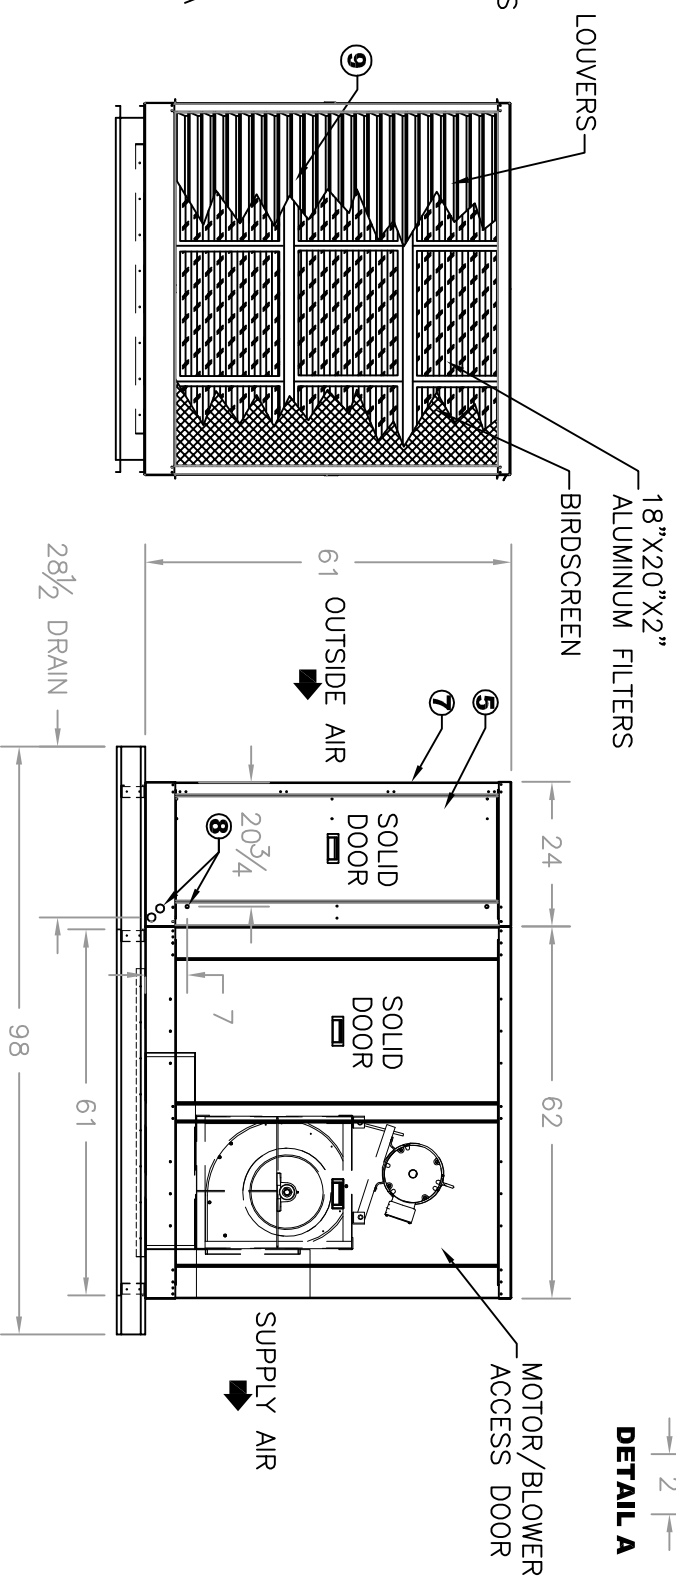 2
DETAIL A
18"X20"X2"
ALUMINUM FILTERS
LOUVERS
BIRDSCREEN
MOTOR/BLOWER
ACCESS DOOR
24
62
5
7
9
SOLID
DOOR
SOLID
DOOR
61
OUTSIDE AIR
SUPPLY AIR
20¾
8
7
28½ DRAIN
61
98